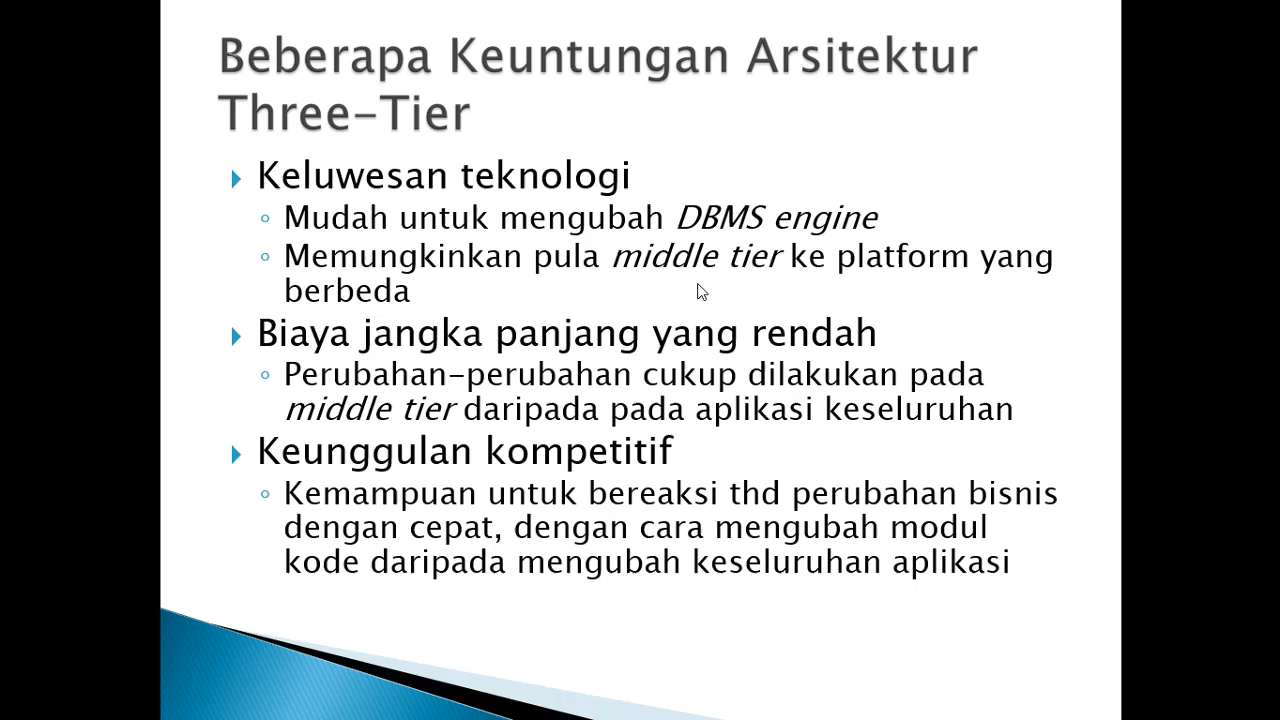 Beberapa Keuntungan Arsitektur
Three-Tier
Keluwesan teknologi
Mudah untuk mengubah DBMS engine
Memungkinkan pula middle tier ke platform yang
berbeda
Biaya jangka panjang yang rendah
Perubahan-perubahan cukup dilakukan pada
middle tier daripada pada aplikasi keseluruhan
Keunggulan kompetitif
Kemampuan untuk bereaksi thd perubahan bisnis
dengan cepat, dengan cara mengubah modul
kode daripada mengubah keseluruhan aplikasi